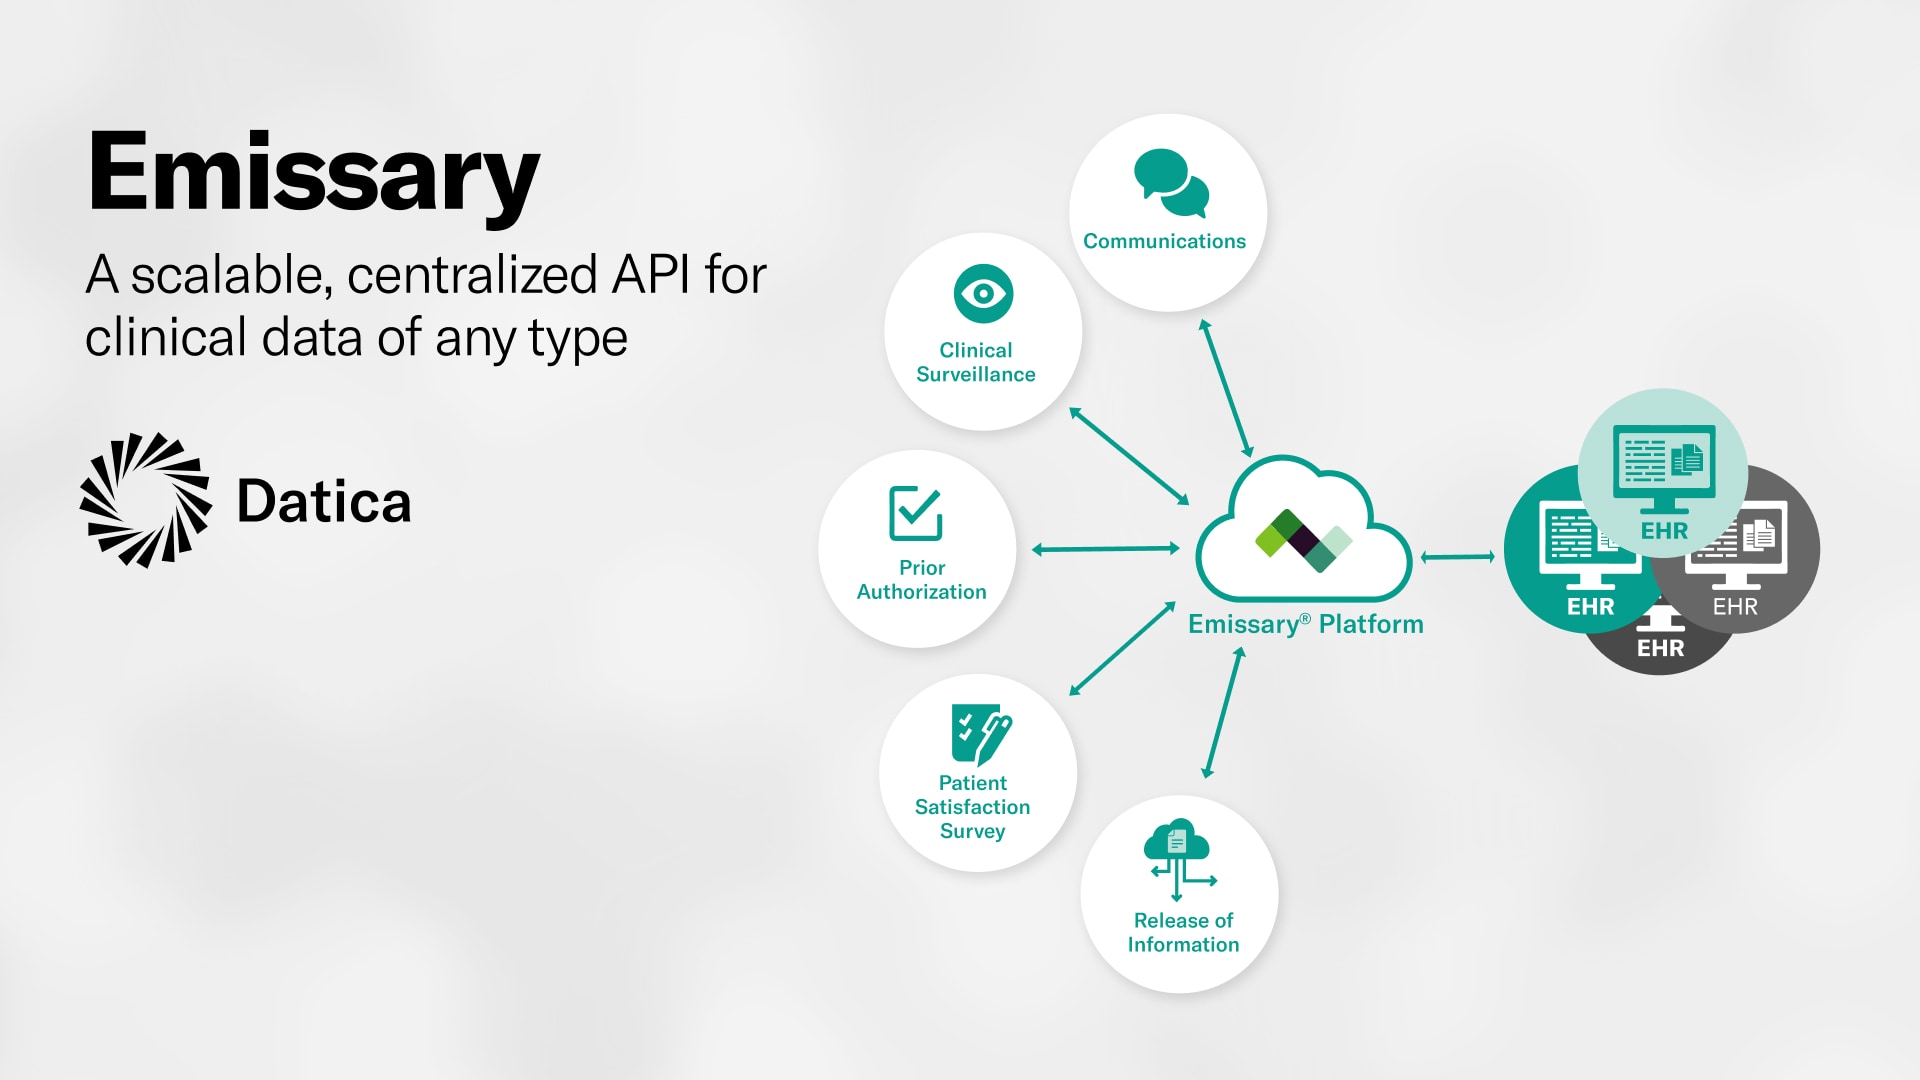 Emissary
A scalable, centralized API for
clinical data of any type
Datica
Communications
Clinical
Surveillance
Prior
Authorization
Patient
Satisfaction
Survey
Release of
Information
Emissary® Platform
EHR
EHR
EHR
EHR